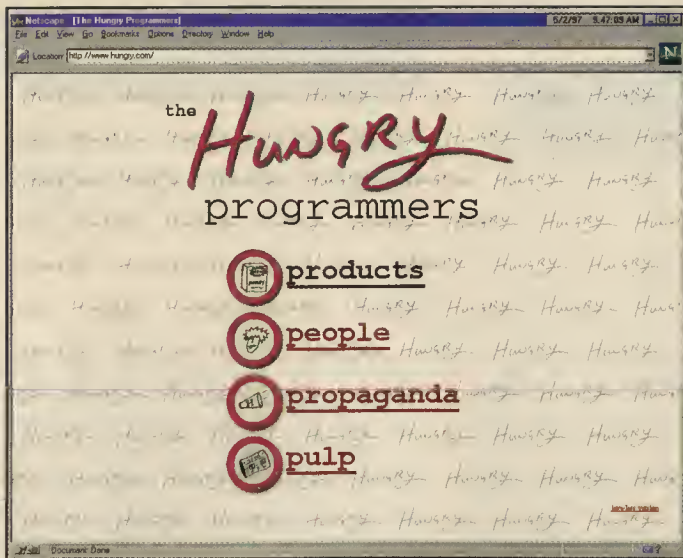 Netscape [The Hungry Programmers] 5/2/97 9:47:03 AM
File Edit View Go Bookmarks Options Directory Window Help
Location: http://www.hungry.com/
N
the
HUNGRY
programmers
products
people
propaganda
pulp
Document: Done